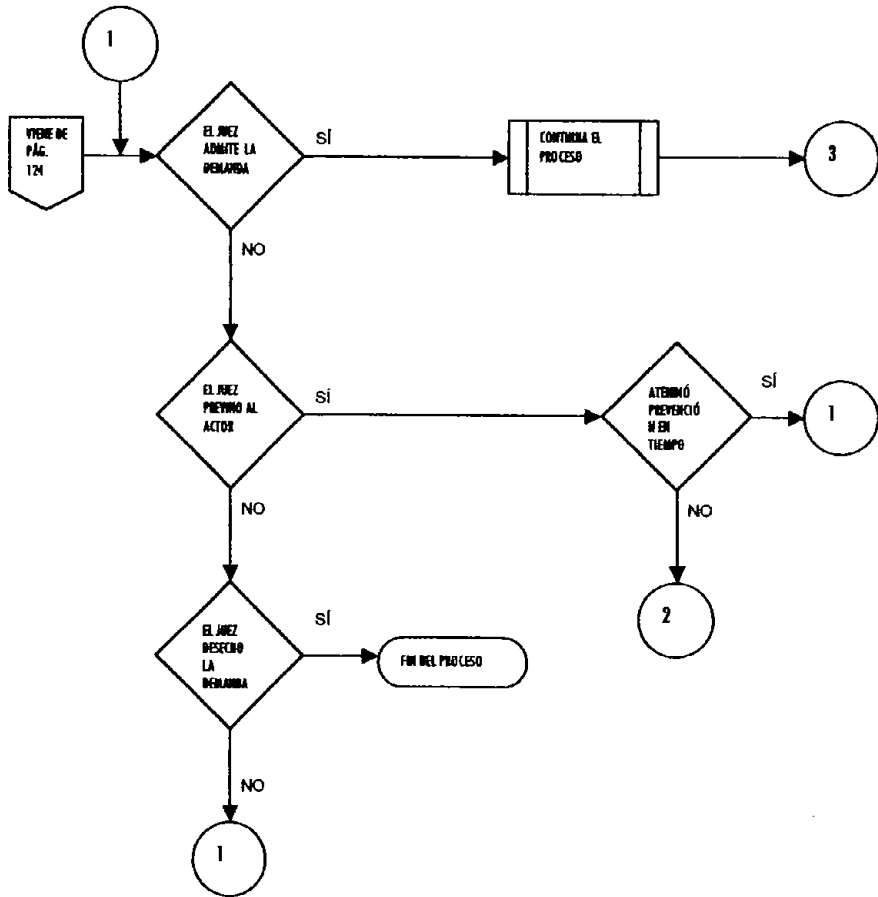 1
VIENE DE
PÁG.
124
EL JUEZ
ADMITE LA
DEMANDA
SÍ
CONTINUA EL
PROCESO
3
NO
EL JUEZ
PREVINO AL
ACTOR
SÍ
ATENDIÓ
PREVENCIÓ
N EN
TIEMPO
SÍ
1
NO
NO
2
EL JUEZ
DESECHO
LA
DEMANDA
SÍ
FIN DEL PROCESO
NO
1